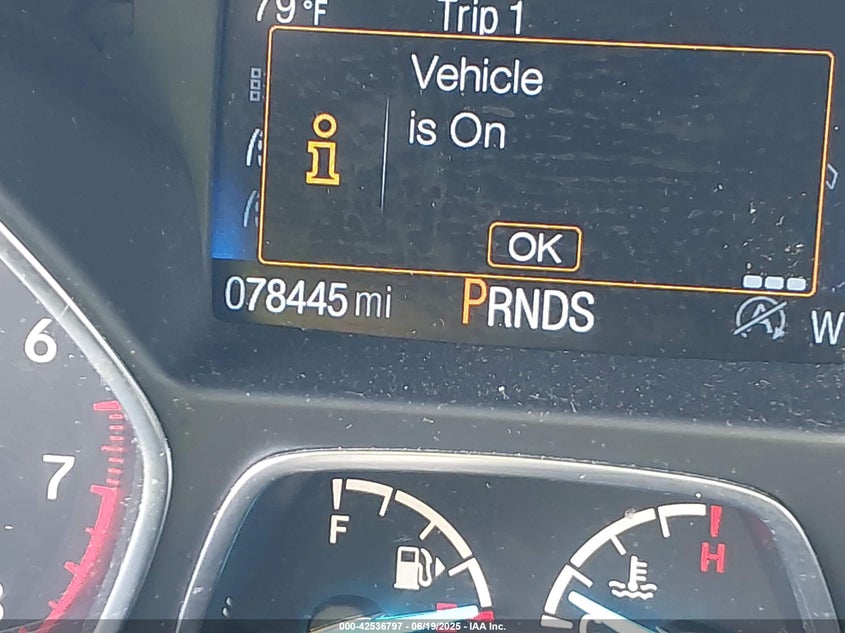 79°F Trip 1
Vehicle
is On
OK
078445 mi PRNDS
W
6
7
F
H
000-42536797 - 06/19/2025 - IAA Inc.